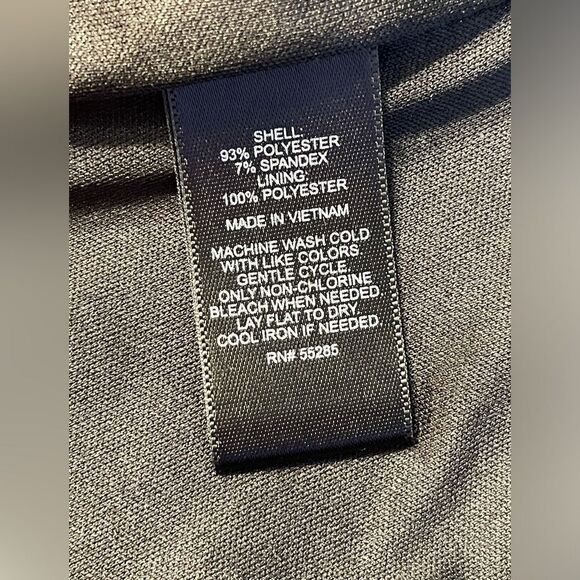 SHELL:
93% POLYESTER
7% SPANDEX
LINING:
100% POLYESTER
MADE IN VIETNAM
MACHINE WASH COLD
WITH LIKE COLORS.
GENTLE CYCLE.
ONLY NON-CHLORINE
BLEACH WHEN NEEDED.
LAY FLAT TO DRY.
COOL IRON IF NEEDED.
RN# 55285